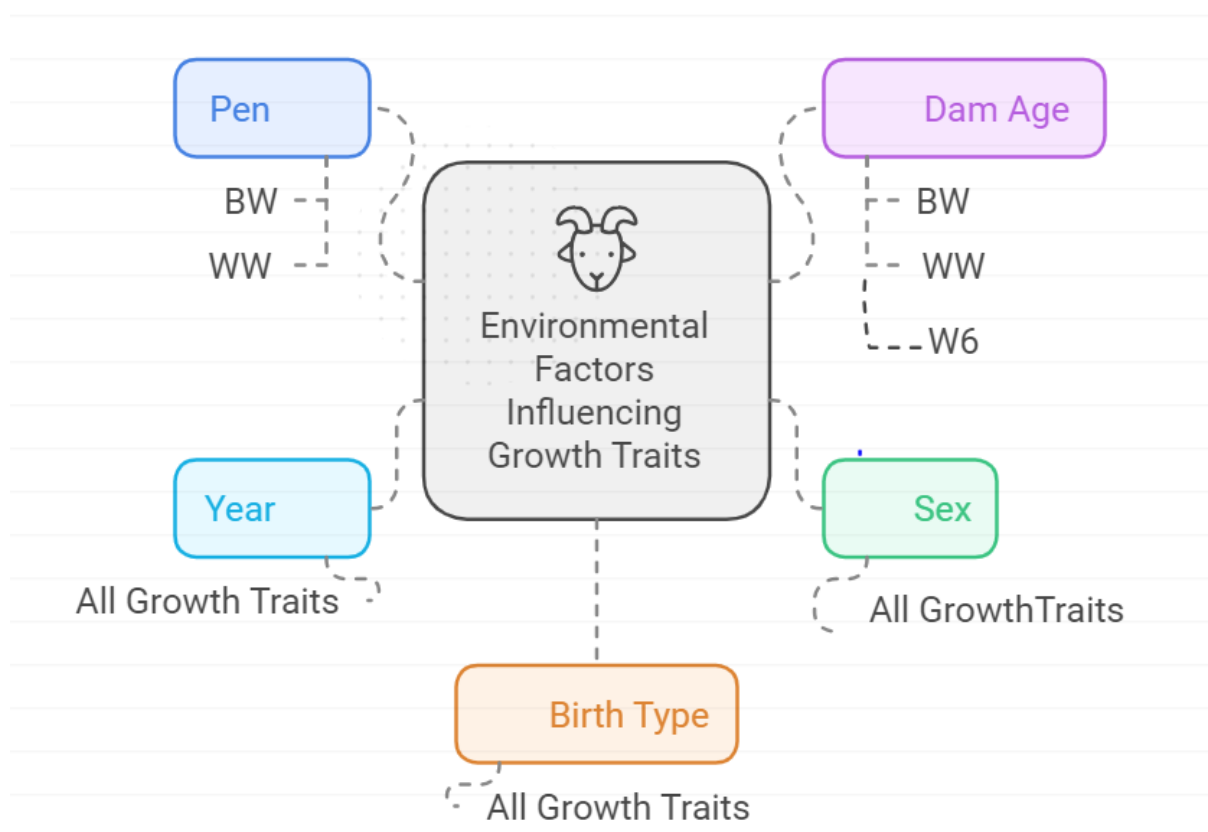 Pen
BW
WW
Dam Age
BW
WW
W6
Environmental
Factors
Influencing
Growth Traits
Year
All Growth Traits
Sex
All GrowthTraits
Birth Type
All Growth Traits